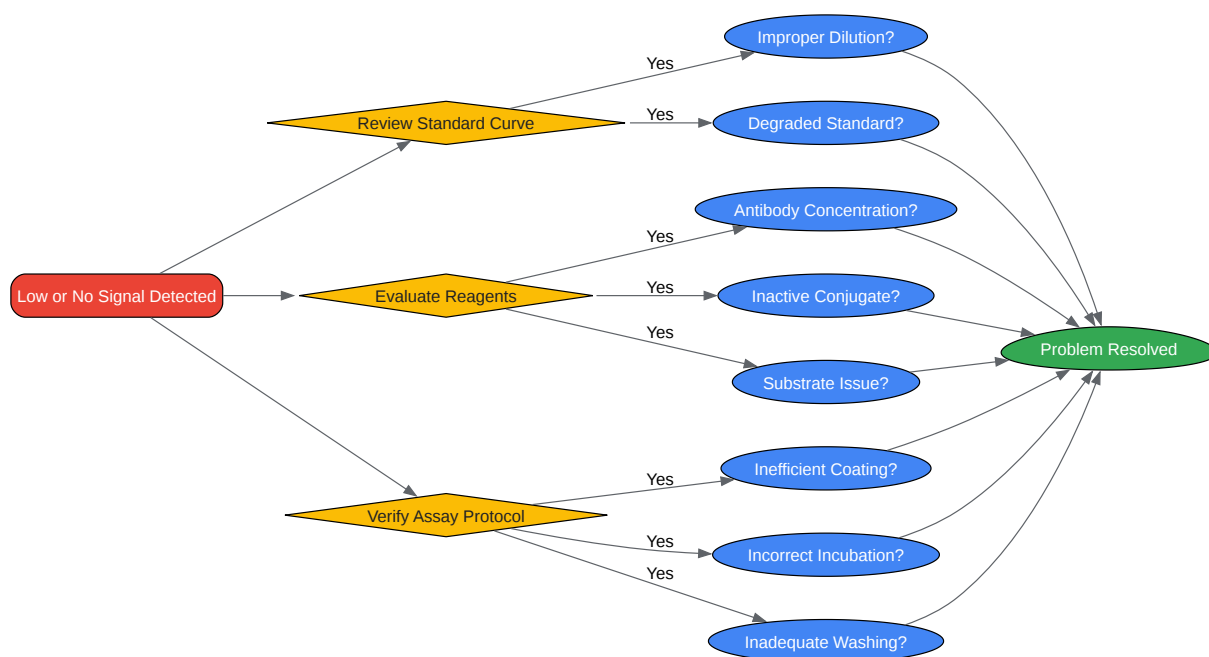 Improper Dilution?
Yes
Yes
Review Standard Curve
Degraded Standard?
Antibody Concentration?
Yes
Yes
Low or No Signal Detected
Evaluate Reagents
Inactive Conjugate?
Yes
Problem Resolved
Substrate Issue?
Inefficient Coating?
Yes
Verify Assay Protocol
Yes
Incorrect Incubation?
Yes
Inadequate Washing?